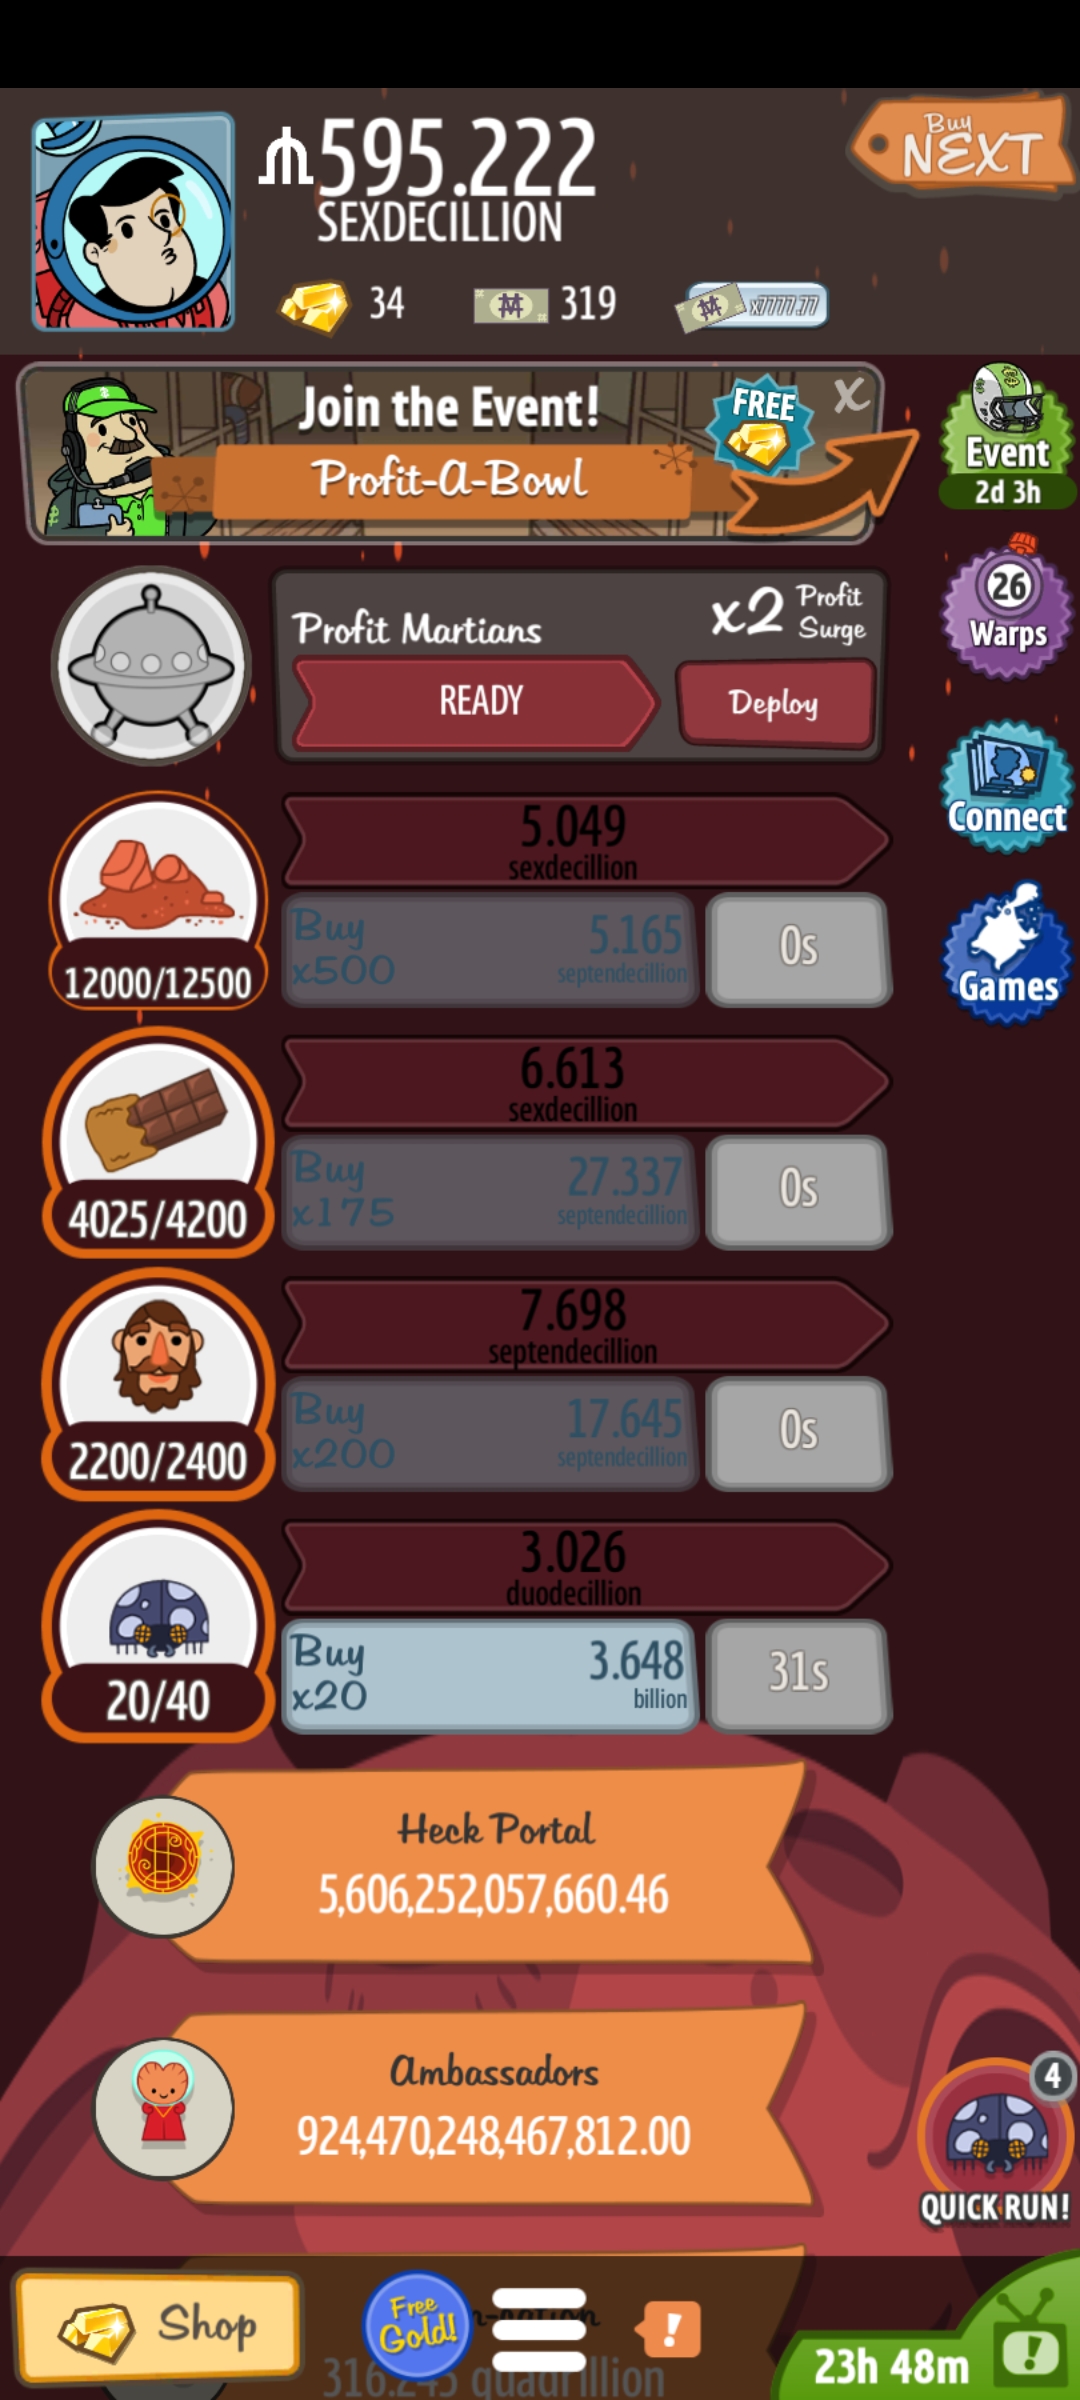 595.222
SEXDECILLION
Buy
NEXT
34
319
x7777.77
Join the Event!
Profit-A-Bowl
FREE
X
Event
2d 3h
Profit Martians
x2 Profit Surge
READY
Deploy
26
Warps
5.049
sexdecillion
Buy
x500
5.165
septendecillion
0s
12000/12500
Connect
Games
6.613
sexdecillion
Buy
x175
27.337
septendecillion
0s
4025/4200
7.698
septendecillion
Buy
x200
17.645
septendecillion
0s
2200/2400
3.026
duodecillion
Buy
x20
3.648
billion
31s
20/40
Heck Portal
5,606,252,057,660.46
Ambassadors
924,470,248,467,812.00
4
QUICK RUN!
Shop
Free
Gold!
!
316.245 quadrillion
23h 48m
!